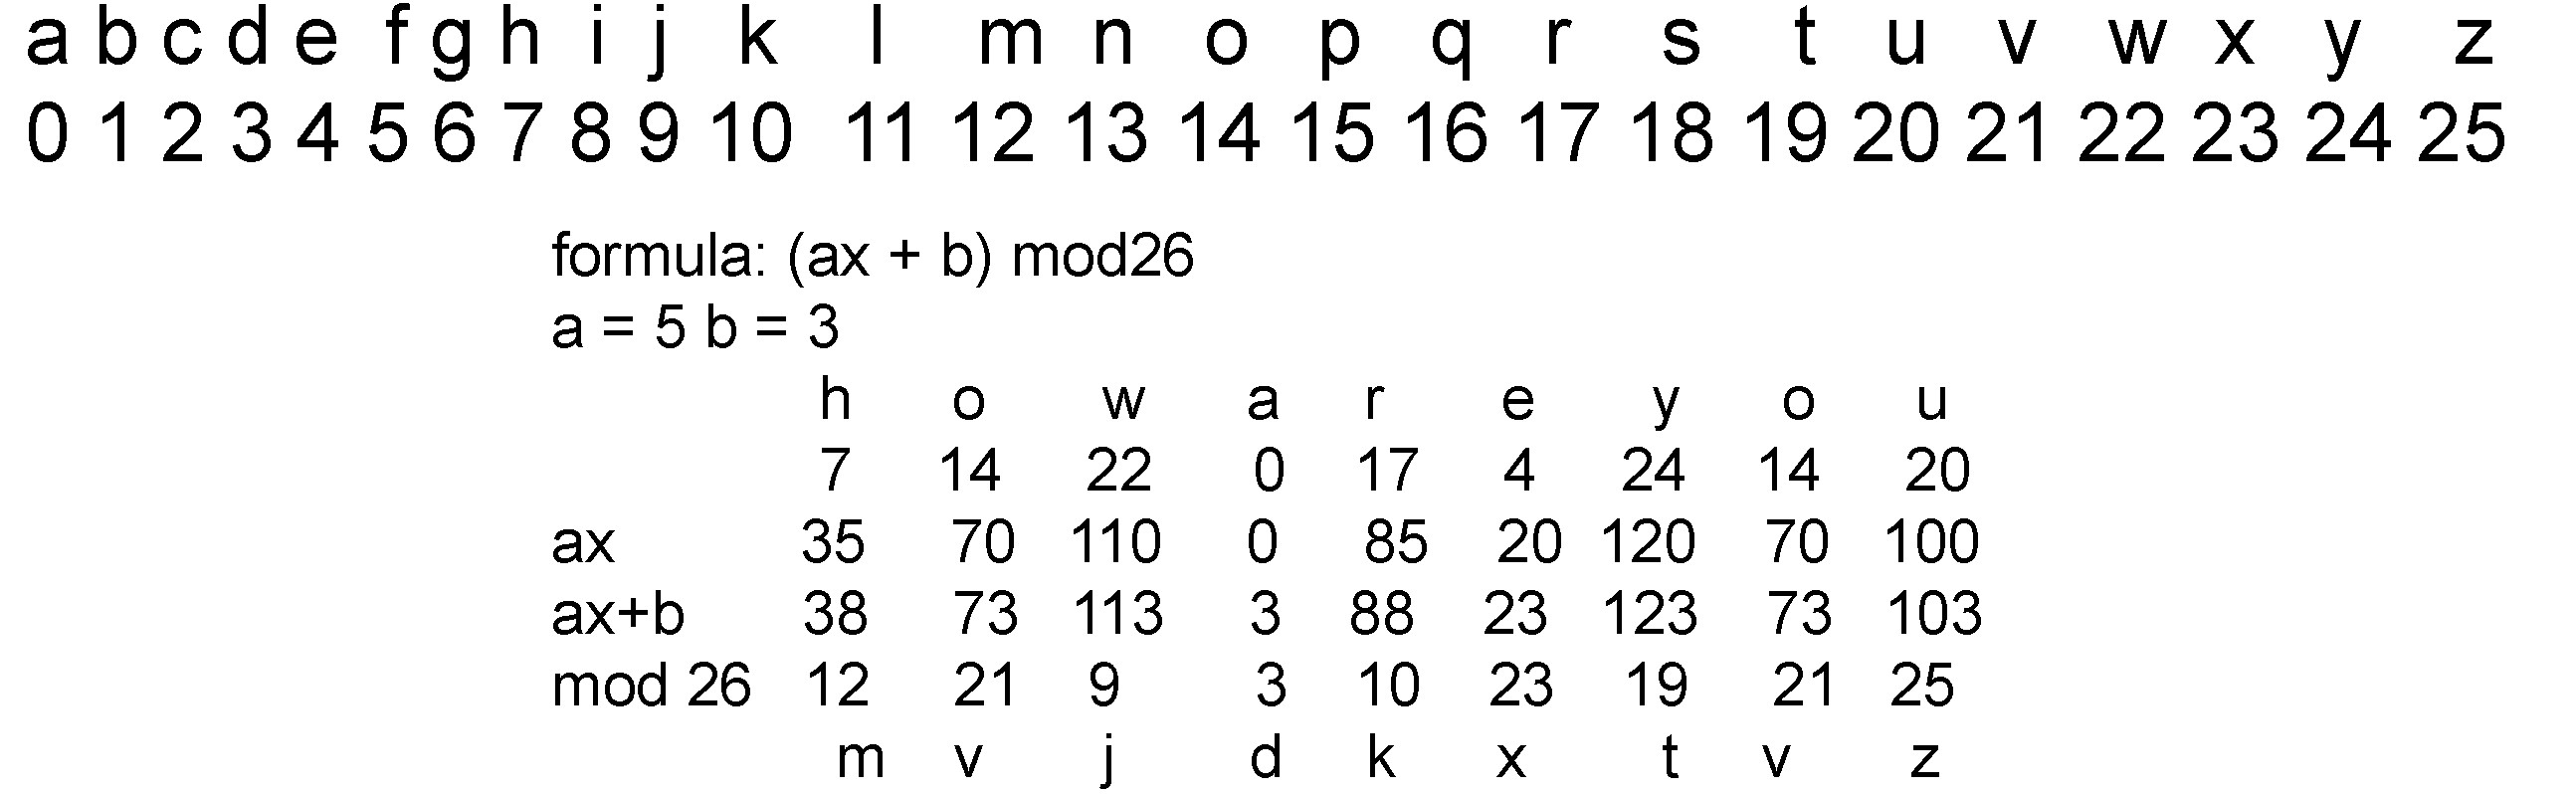 a b c d e f g h i j k l m n o p q r s t u v w x y z
0 1 2 3 4 5 6 7 8 9 10 11 12 13 14 15 16 17 18 19 20 21 22 23 24 25
formula: (ax + b) mod26
a = 5 b = 3
h o w a r e y o u
7 14 22 0 17 4 24 14 20
ax 35 70 110 0 85 20 120 70 100
ax+b 38 73 113 3 88 23 123 73 103
mod 26 12 21 9 3 10 23 19 21 25
m v j d k x t v z